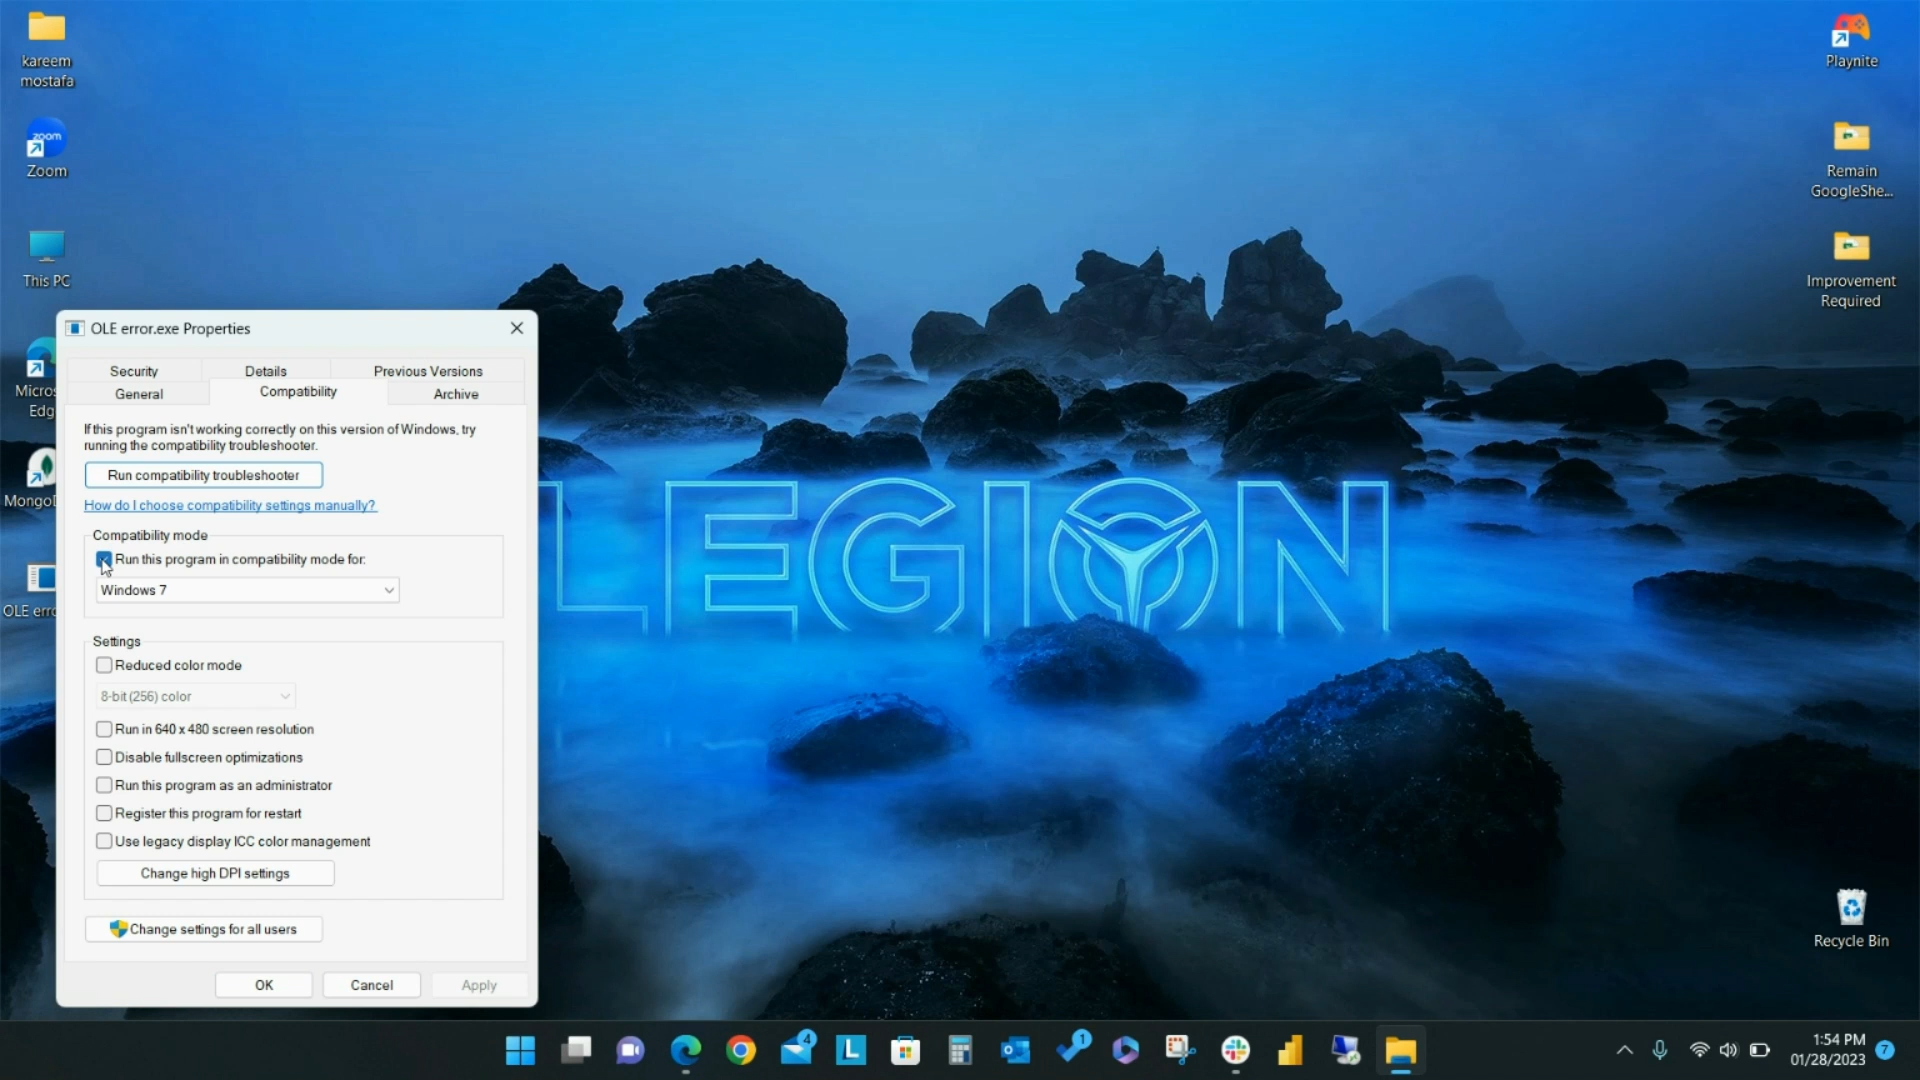 kareem
mostafa
zoom
Zoom
This PC
Micros
Edg
MongoD
OLE erro
Playnite
Remain
GoogleShe...
Improvement
Required
Recycle Bin
LEGION
OLE error.exe Properties
Security
Details
Previous Versions
General
Compatibility
Archive
If this program isn't working correctly on this version of Windows, try
running the compatibility troubleshooter.
Run compatibility troubleshooter
How do I choose compatibility settings manually?
Compatibility mode
Run this program in compatibility mode for:
Windows 7
Settings
Reduced color mode
8-bit (256) color
Run in 640 x 480 screen resolution
Disable fullscreen optimizations
Run this program as an administrator
Register this program for restart
Use legacy display ICC color management
Change high DPI settings
Change settings for all users
OK
Cancel
Apply
4
L
1
1:54 PM
01/28/2023
7